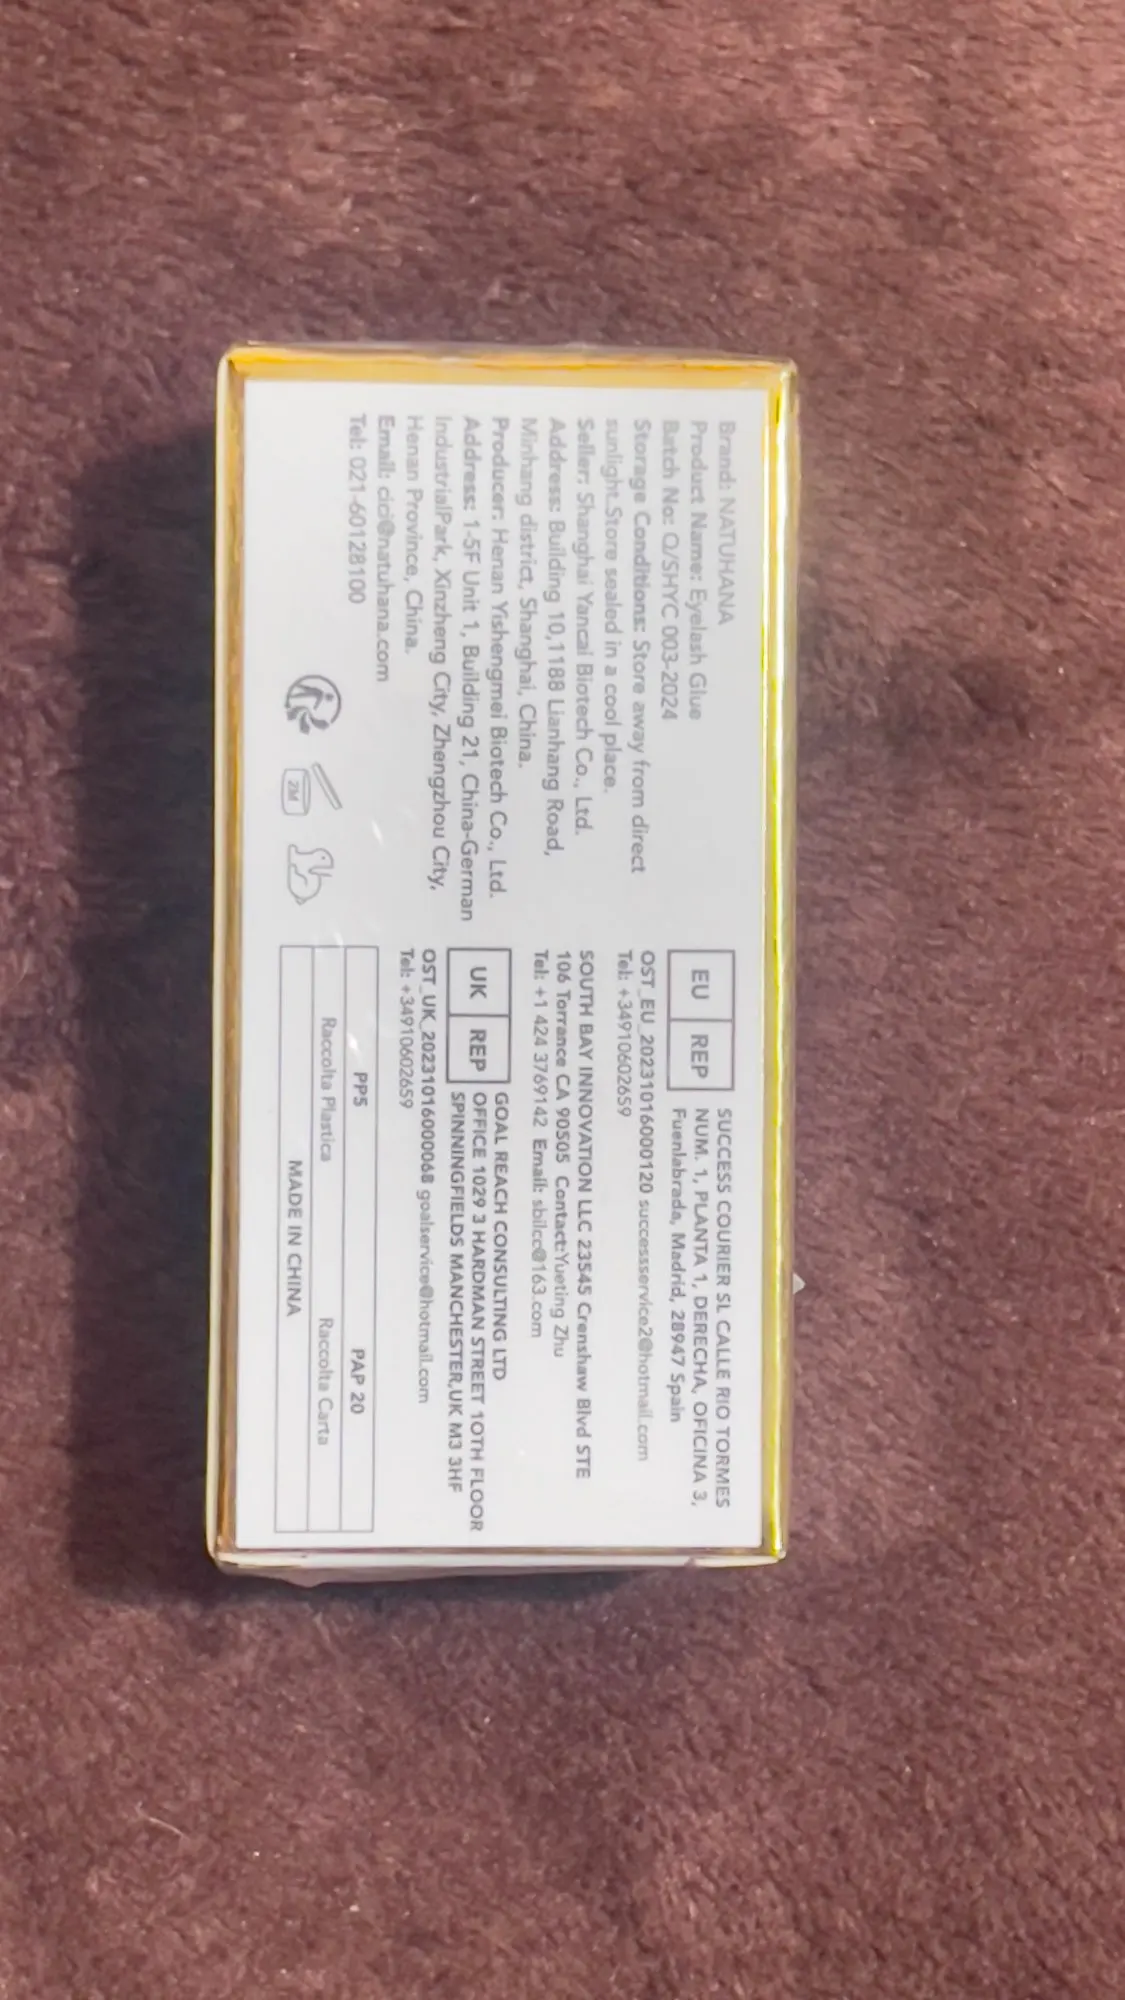 Brand: NATUHANA
Product Name: Eyelash Glue
Batch No: Q/SHYC 003-2024
Storage Conditions: Store away from direct
sunlight.Store sealed in a cool place.
Seller: Shanghai Yancai Biotech Co., Ltd.
Address: Building 10,1188 Lianhang Road,
Minhang district, Shanghai, China.
Producer: Henan Yishengmei Biotech Co., Ltd.
Address: 1-5F Unit 1, Building 21, China-German
IndustrialPark, Xinzheng City, Zhengzhou City,
Henan Province, China.
Email: cici@natuhana.com
Tel: 021-60128100
2M
EU REP
SUCCESS COURIER SL CALLE RIO TORMES
NUM. 1, PLANTA 1, DERECHA, OFICINA 3,
Fuenlabrada, Madrid, 28947 Spain
OST_EU_20231016000120 successservice2@hotmail.com
Tel: +34910602659
SOUTH BAY INNOVATION LLC 23545 Crenshaw Blvd STE
106 Torrance CA 90505 Contact:Yueting Zhu
Tel: +1 424 3769142 Email: sbilcc@163.com
UK REP
GOAL REACH CONSULTING LTD
OFFICE 1029 3 HARDMAN STREET 10TH FLOOR
SPINNINGFIELDS MANCHESTER,UK M3 3HF
OST_UK_20231016000068 goalservice@hotmail.com
Tel: +34910602659
PP5 PAP 20
Raccolta Plastica Raccolta Carta
MADE IN CHINA